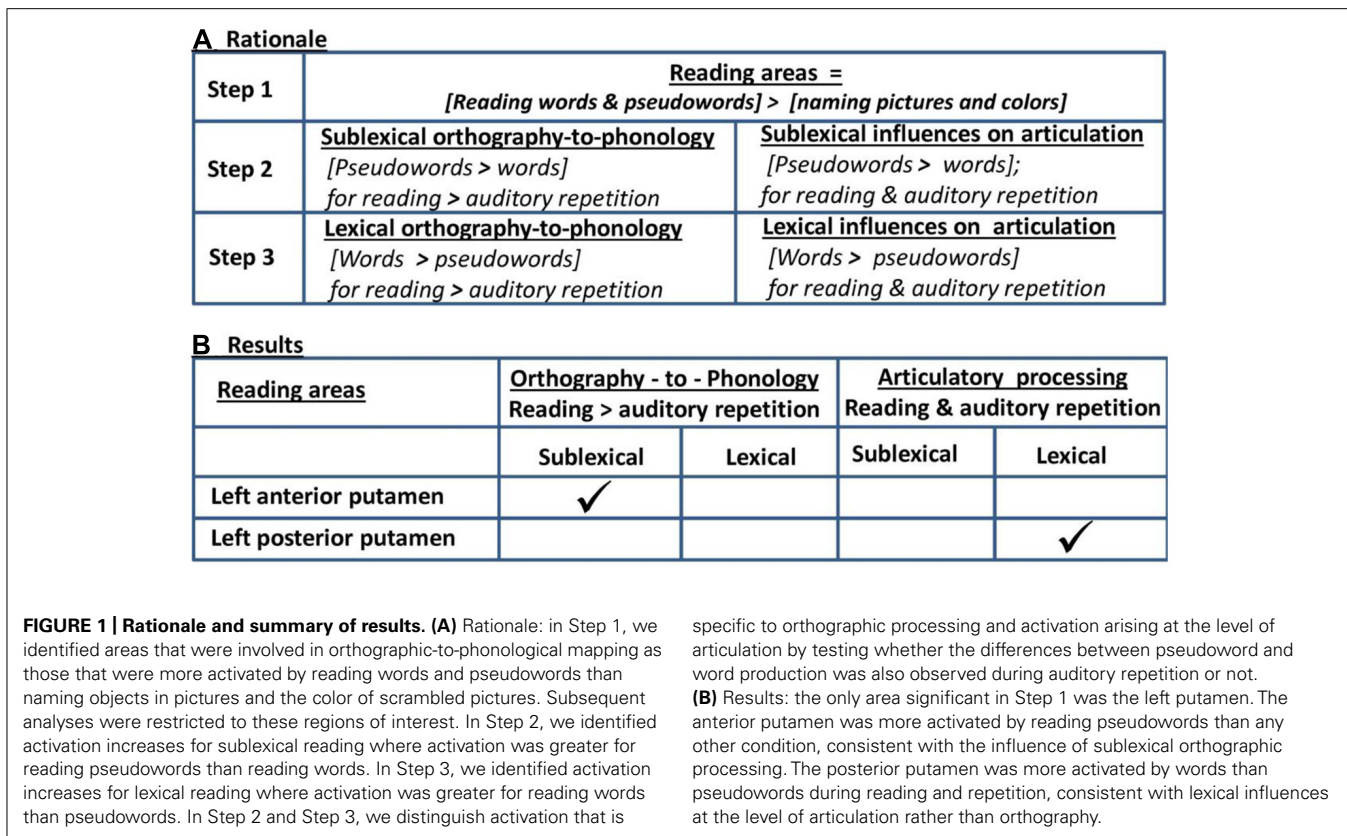 A Rationale
Step 1
Reading areas =
[Reading words & pseudowords] > [naming pictures and colors]
Step 2
Sublexical orthography-to-phonology
[Pseudowords > words]
for reading > auditory repetition
Sublexical influences on articulation
[Pseudowords > words];
for reading & auditory repetition
Step 3
Lexical orthography-to-phonology
[Words > pseudowords]
for reading > auditory repetition
Lexical influences on articulation
[Words > pseudowords]
for reading & auditory repetition
B Results
Reading areas
Orthography - to - Phonology
Reading > auditory repetition
Articulatory processing
Reading & auditory repetition
Sublexical
Lexical
Sublexical
Lexical
Left anterior putamen ✓
Left posterior putamen ✓
FIGURE 1 | Rationale and summary of results. (A) Rationale: in Step 1, we
identified areas that were involved in orthographic-to-phonological mapping as
those that were more activated by reading words and pseudowords than
naming objects in pictures and the color of scrambled pictures. Subsequent
analyses were restricted to these regions of interest. In Step 2, we identified
activation increases for sublexical reading where activation was greater for
reading pseudowords than reading words. In Step 3, we identified activation
increases for lexical reading where activation was greater for reading words
than pseudowords. In Step 2 and Step 3, we distinguish activation that is
specific to orthographic processing and activation arising at the level of
articulation by testing whether the differences between pseudoword and
word production was also observed during auditory repetition or not.
(B) Results: the only area significant in Step 1 was the left putamen. The
anterior putamen was more activated by reading pseudowords than any
other condition, consistent with the influence of sublexical orthographic
processing. The posterior putamen was more activated by words than
pseudowords during reading and repetition, consistent with lexical influences
at the level of articulation rather than orthography.